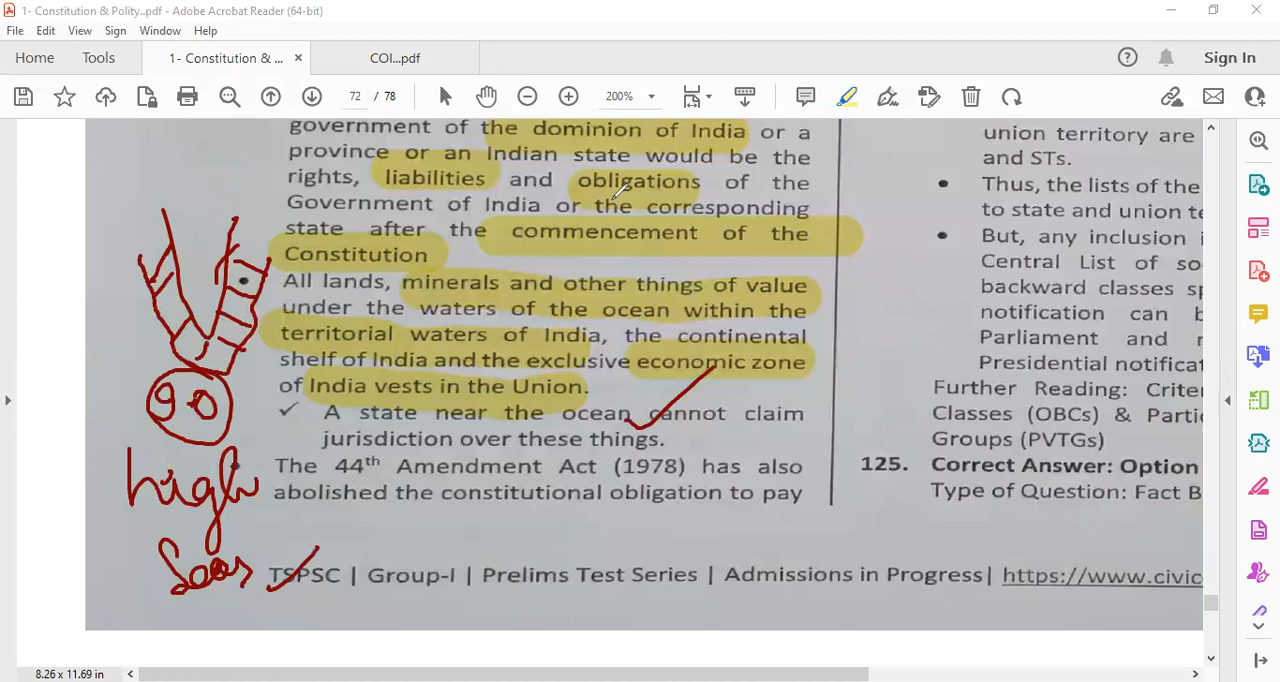 1- Constitution & Polity..pdf - Adobe Acrobat Reader (64-bit)
File Edit View Sign Window Help
Home Tools 1- Constitution & ... × COI...pdf Sign In
72 / 78 200%
government of the dominion of India or a
province or an Indian state would be the
rights, liabilities and obligations of the
Government of India or the corresponding
state after the commencement of the
Constitution
• All lands, minerals and other things of value
under the waters of the ocean within the
territorial waters of India, the continental
shelf of India and the exclusive economic zone
of India vests in the Union.
✓ A state near the ocean cannot claim
jurisdiction over these things.
• The 44th Amendment Act (1978) has also
abolished the constitutional obligation to pay
high
Seas
union territory are
and STs.
• Thus, the lists of the
to state and union te
• But, any inclusion i
Central List of so
backward classes sp
notification can b
Parliament and r
Presidential notificat
Further Reading: Criter
Classes (OBCs) & Partic
Groups (PVTGs)
125. Correct Answer: Option
Type of Question: Fact B
TSPSC | Group-I | Prelims Test Series | Admissions in Progress| https://www.civic
8.26 x 11.69 in